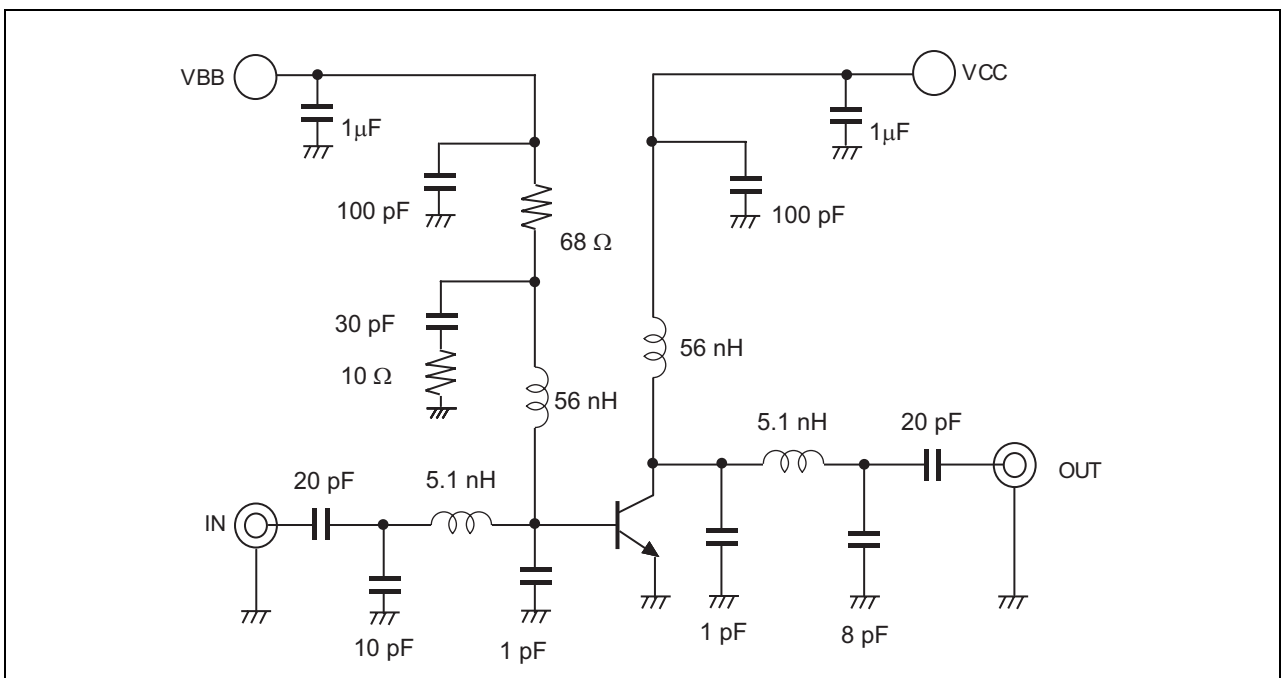 VBB
VCC
1μF
1μF
100 pF
100 pF
68 Ω
30 pF
10 Ω
56 nH
56 nH
5.1 nH
20 pF
OUT
20 pF
5.1 nH
IN
10 pF
1 pF
1 pF
8 pF